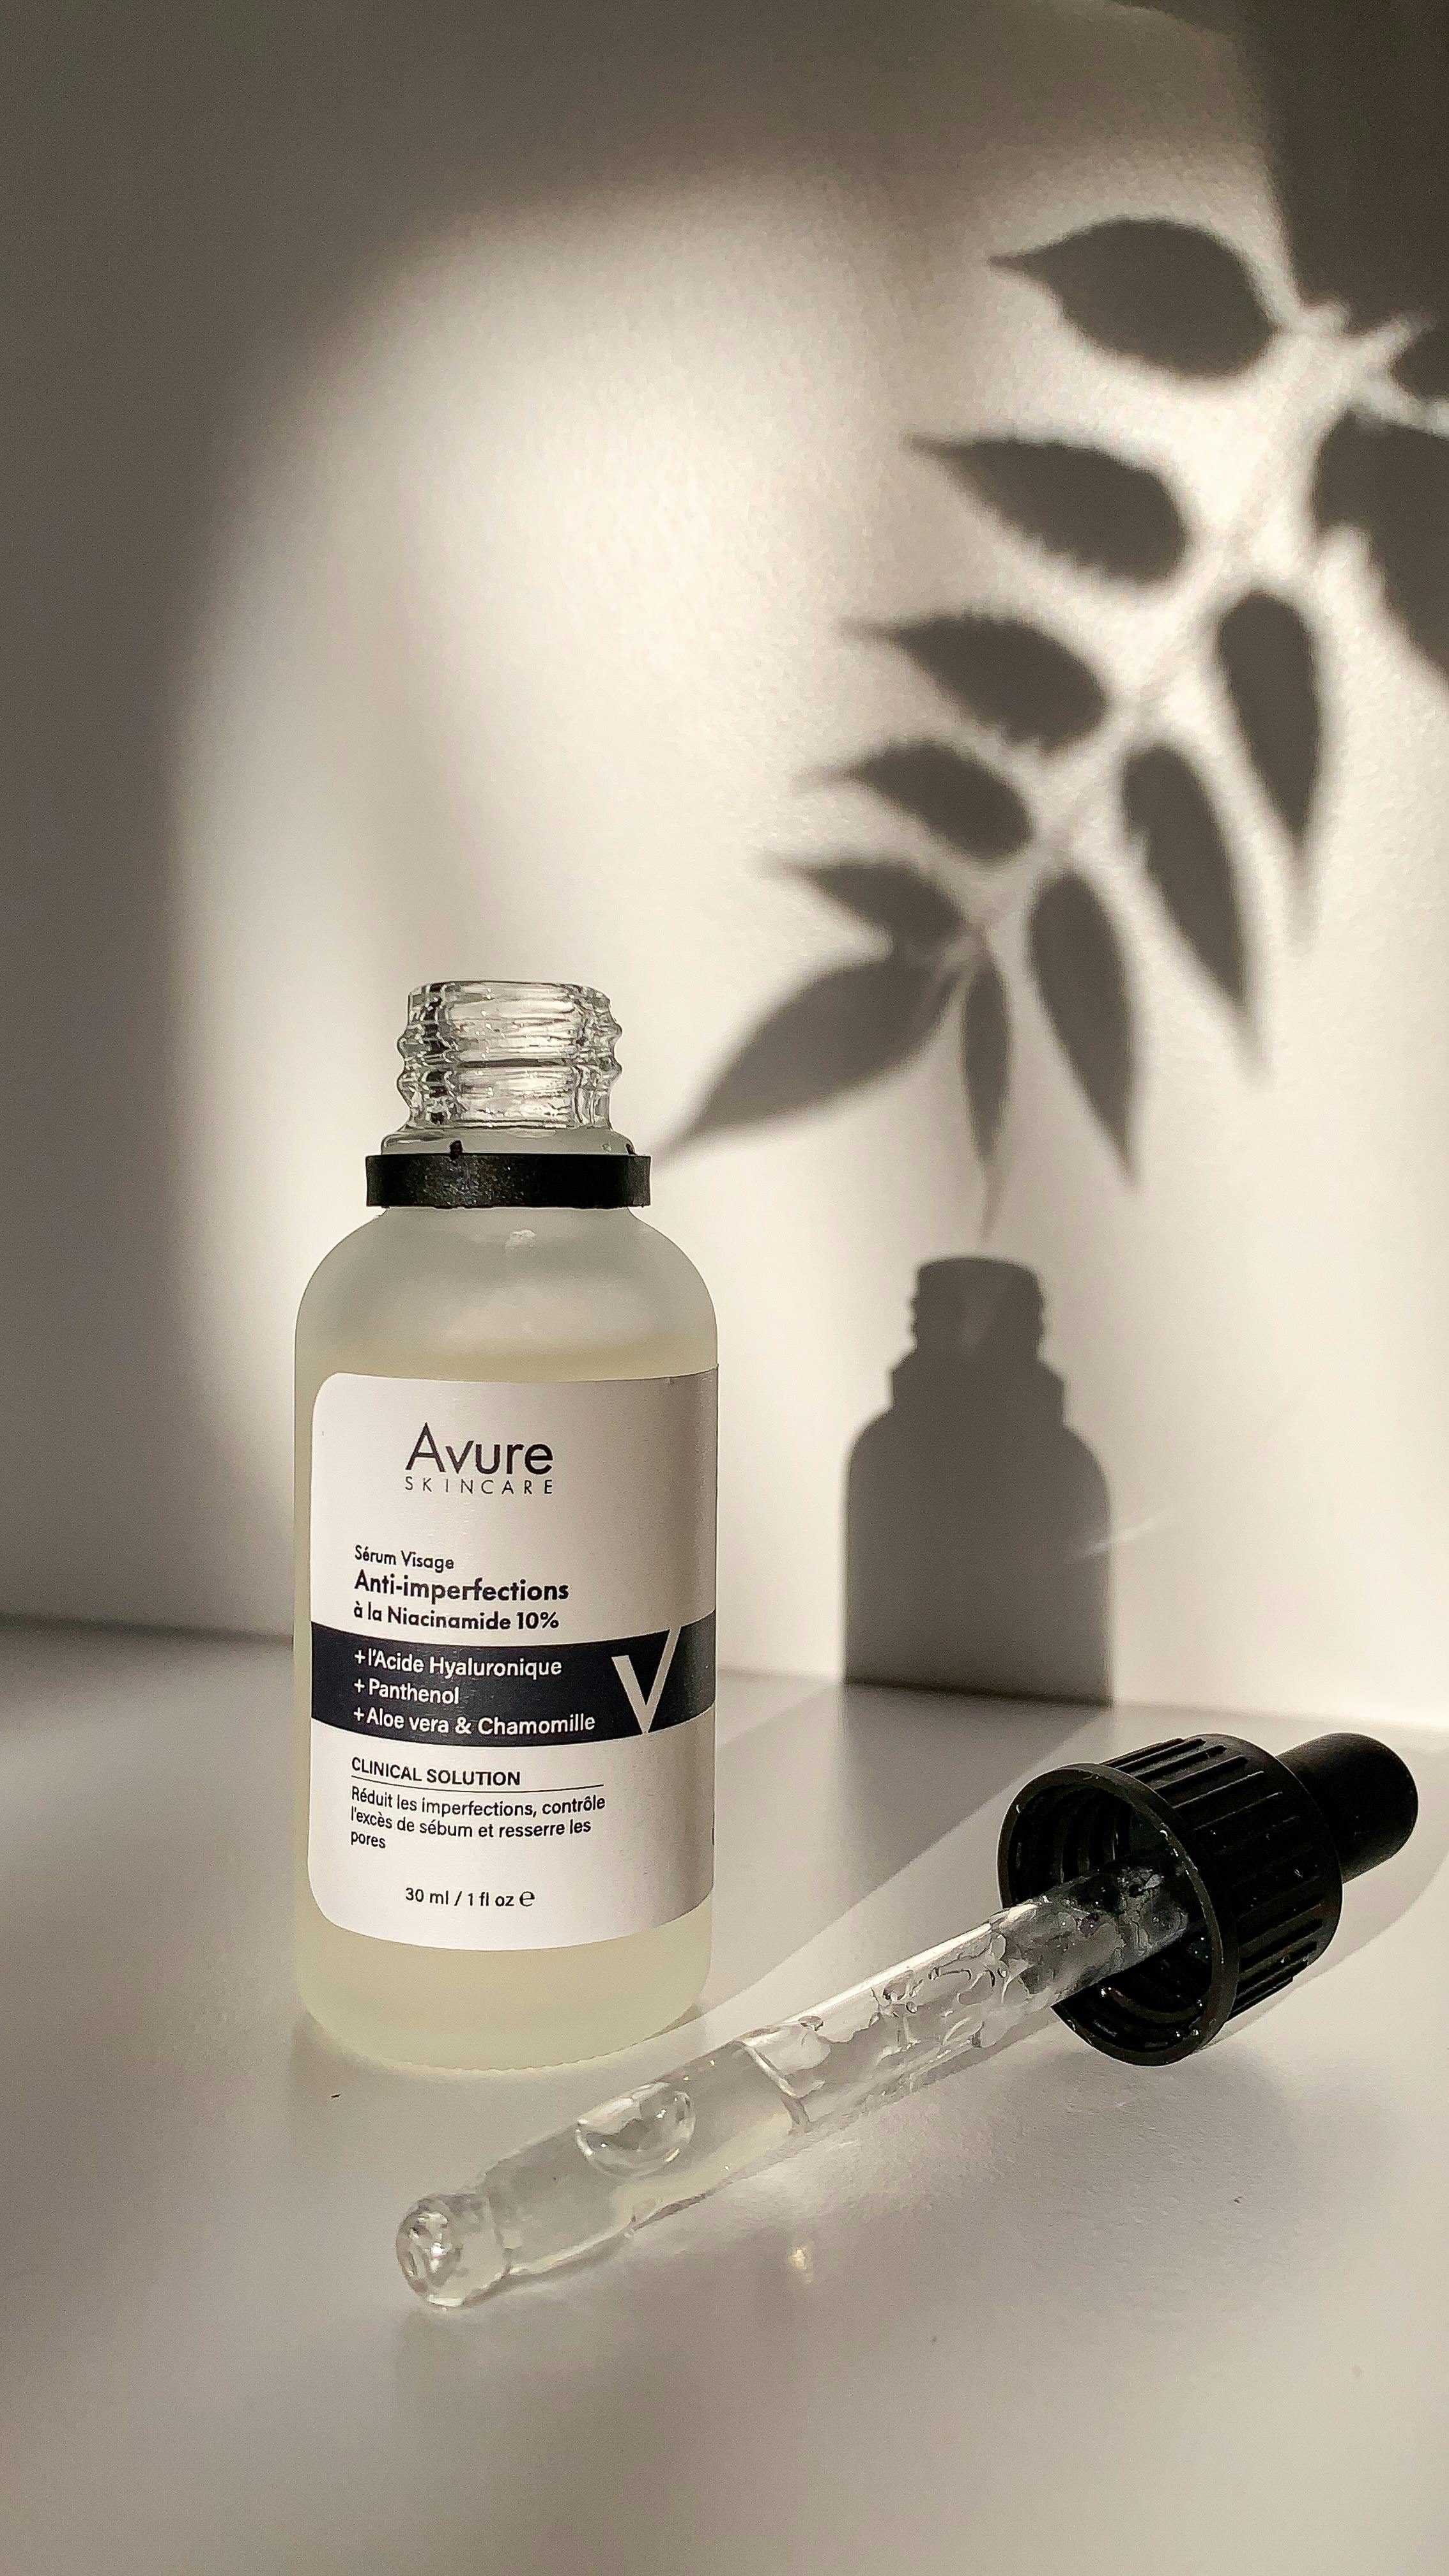 Avure
SKINCARE
Sérum Visage
Anti-imperfections
à la Niacinamide 10%
+ l'Acide Hyaluronique
+ Panthenol
+ Aloe vera & Chamomille
CLINICAL SOLUTION
Réduit les imperfections, contrôle
l'excès de sébum et resserre les
pores
30 ml / 1 fl oz ℮